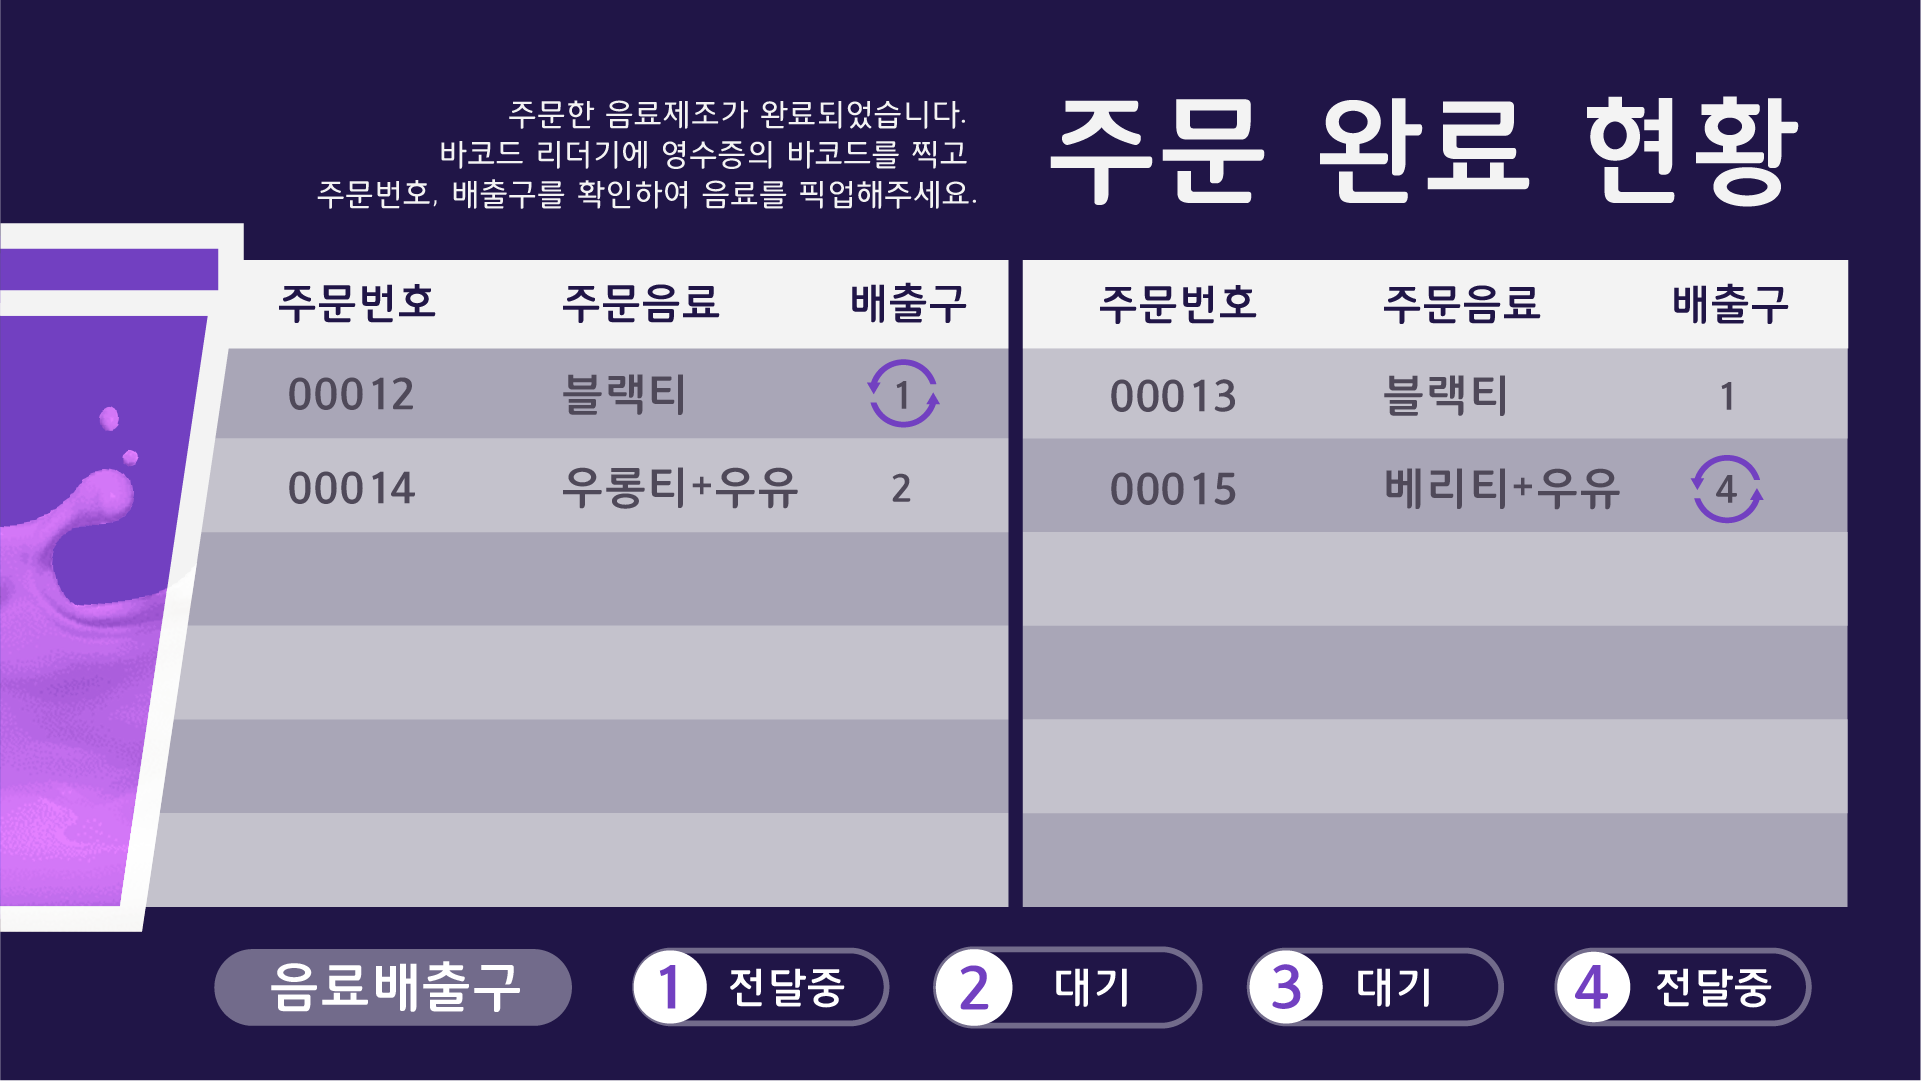 주문한 음료제조가 완료되었습니다.
바코드 리더기에 영수증의 바코드를 찍고
주문번호, 배출구를 확인하여 음료를 픽업해주세요.
주문 완료 현황
주문번호 주문음료 배출구
00012 블랙티 1
00014 우롱티+우유 2
주문번호 주문음료 배출구
00013 블랙티 1
00015 베리티+우유 4
음료배출구 1 전달중 2 대기 3 대기 4 전달중